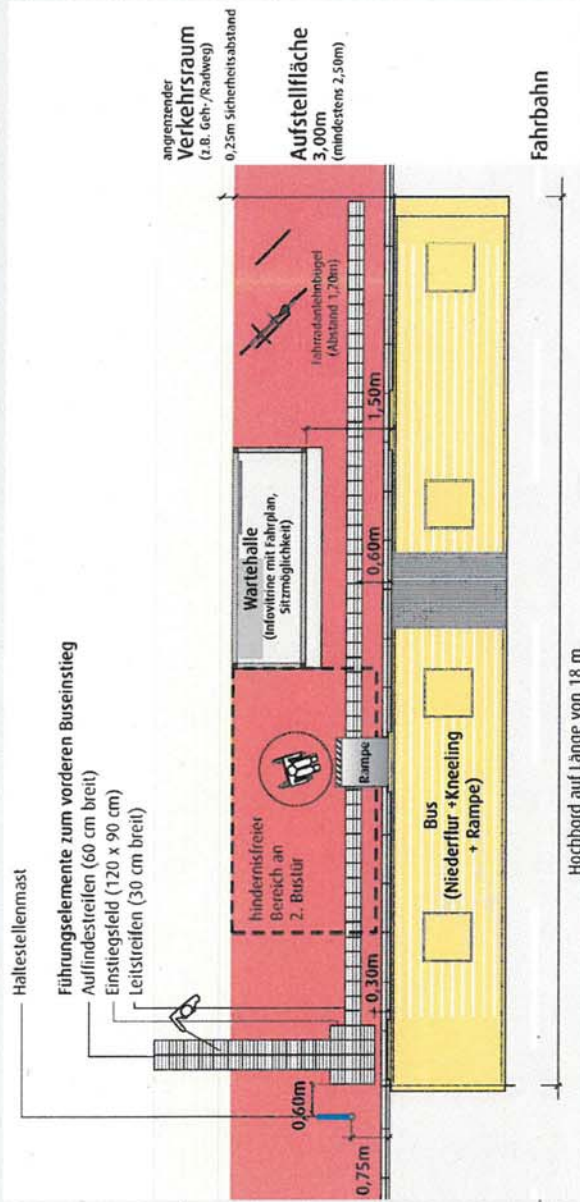 Haltestellenmast
Führungselemente zum vorderen Buseinstieg
Auffindestreifen (60 cm breit)
Einstiegsfeld (120 x 90 cm)
Leitstreifen (30 cm breit)
angrenzender
Verkehrsraum
(z.B. Geh-/Radweg)
0,25m Sicherheitsabstand
Aufstellfläche
3,00m
(mindestens 2,50m)
Fahrbahn
hindernisfreier
Bereich an
2. Bustür
Wartehalle
(Infovitrine mit Fahrplan,
Sitzmöglichkeit)
Fahrradanlehnbügel
(Abstand 1,20m)
0,60m
0,75m
0,30m
Rampe
0,60m
1,50m
Bus
(Niederflur +Kneeling
+ Rampe)
Hochbord auf Länge von 18 m